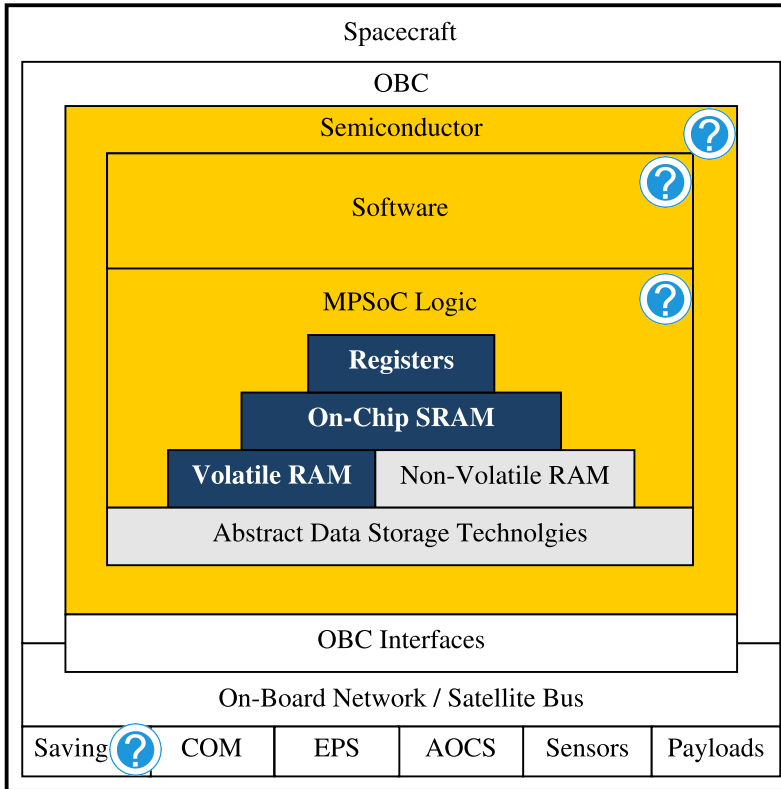 Spacecraft
OBC
Semiconductor
?
?
Software
MPSoC Logic
?
Registers
On-Chip SRAM
Volatile RAM
Non-Volatile RAM
Abstract Data Storage Technolgies
OBC Interfaces
On-Board Network / Satellite Bus
Saving ?
COM
EPS
AOCS
Sensors
Payloads